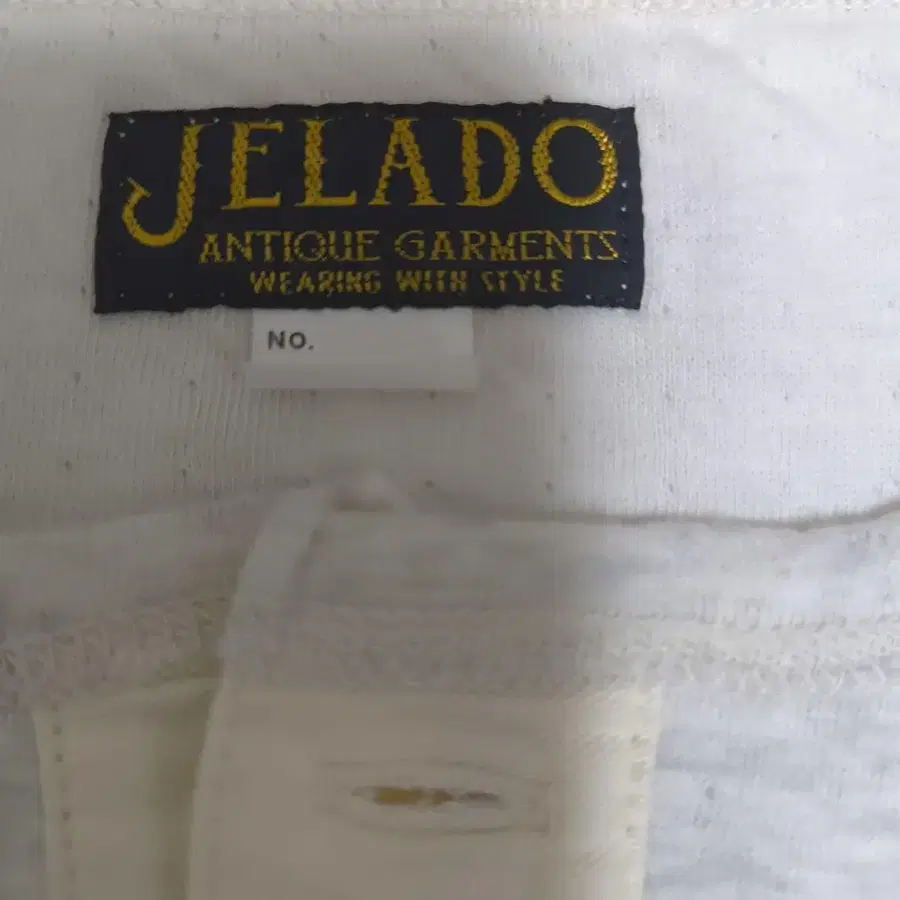 JELADO
ANTIQUE GARMENTS
WEARING WITH STYLE
NO.